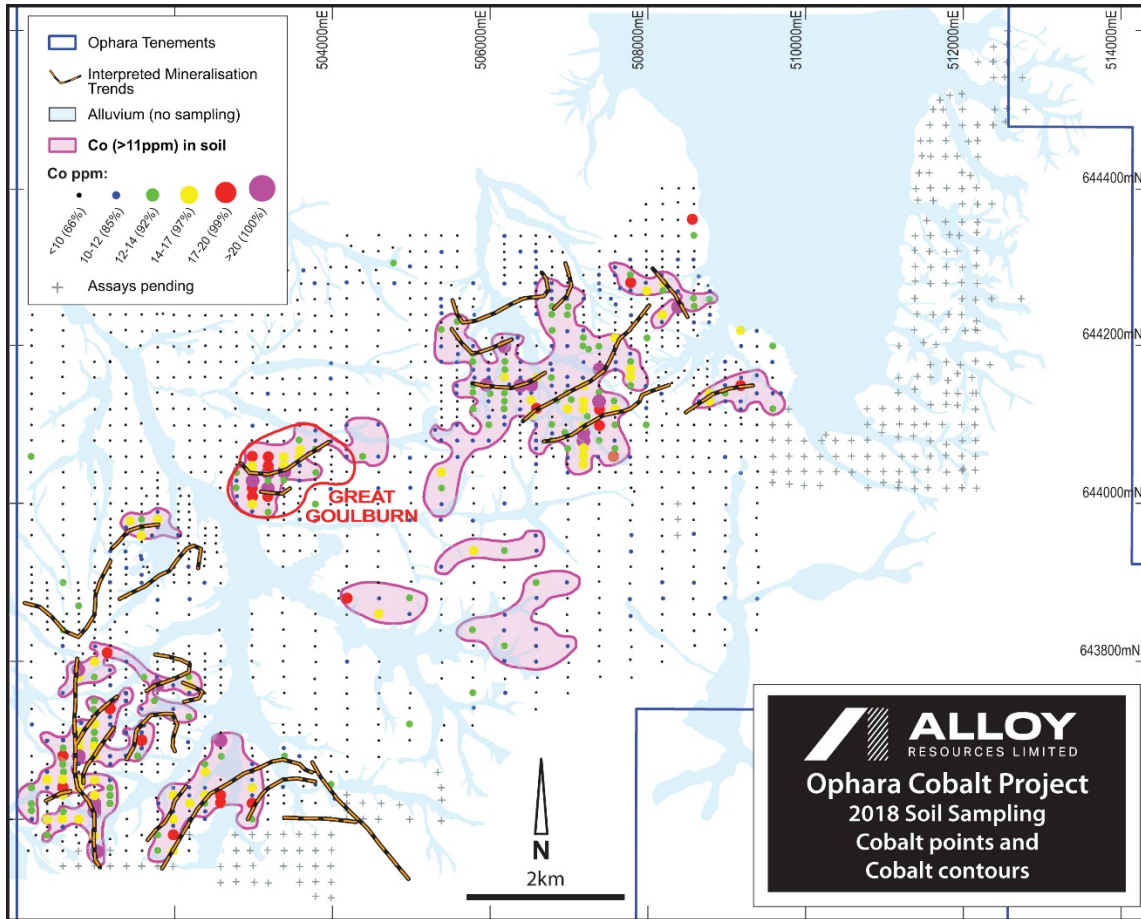 Ophara Tenements
Interpreted Mineralisation
Trends
Alluvium (no sampling)
Co (>11ppm) in soil
Co ppm:
<10 (66%)
10-12 (85%)
12-14 (92%)
14-17 (97%)
17-20 (99%)
>20 (100%)
Assays pending
504000mE
506000mE
508000mE
510000mE
512000mE
514000mE
644400mN
644200mN
644000mN
643800mN
GREAT
GOULBURN
N
2km
ALLOY
RESOURCES LIMITED
Ophara Cobalt Project
2018 Soil Sampling
Cobalt points and
Cobalt contours